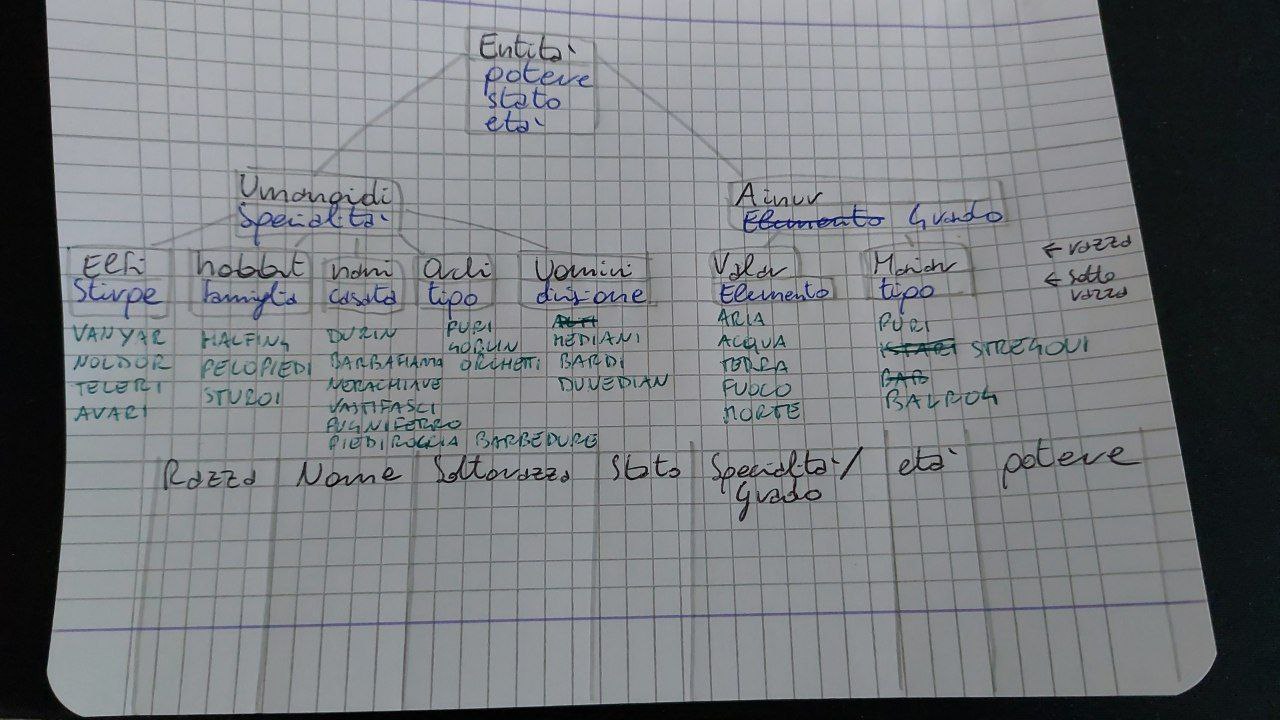 Entità
potere
stato
età
Umanoidi
Specialità
Ainur
Elemento Grado
Elfi
Stirpe
VANYAR
NOLDOR
TELERI
AVARI
hobbit
famiglia
HALFING
PELOPIEDI
STUROI
nani
casata
DURIN
BARBAFIAMMA
NERACHIAVE
VASTIFASCI
PUGNIFERRO
PIEDIROCCIA BARBEDURE
Orchi
tipo
PURI
GOBLIN
ORCHETTI
Uomini
divisione
MEDIANI
BARDI
DUNEDIAN
Valar
Elemento
ARIA
ACQUA
TERRA
FUOCO
MORTE
Maiar
tipo
PURI
ISTARI STREGONI
BAR
BALROG
← razza
← sotto
razza
Razza Nome Sottorazza Stato Specialità/ età potere
Grado